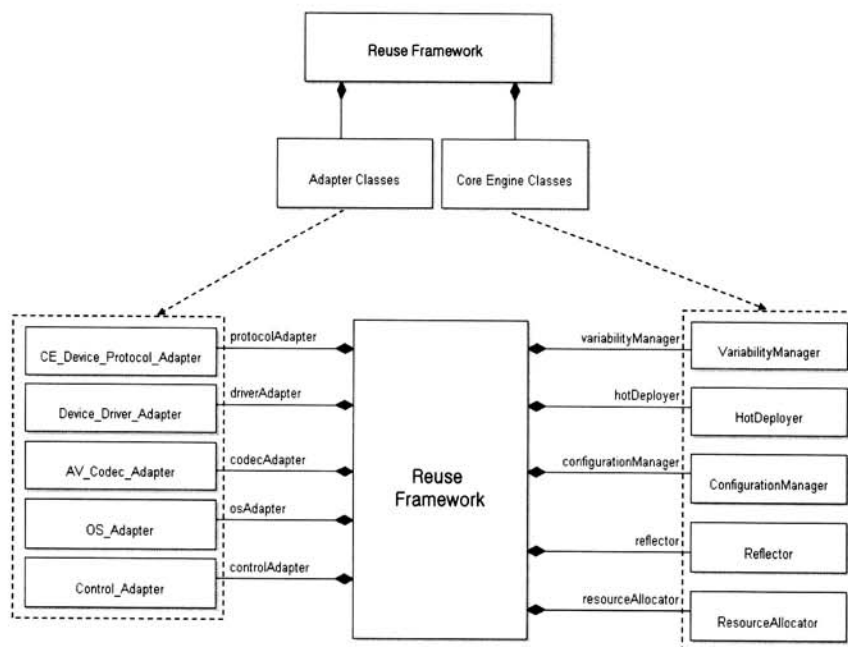 Reuse Framework
Adapter Classes
Core Engine Classes
CE_Device_Protocol_Adapter
protocolAdapter
Device_Driver_Adapter
driverAdapter
AV_Codec_Adapter
codecAdapter
OS_Adapter
osAdapter
Control_Adapter
controlAdapter
Reuse
Framework
variabilityManager
VariabilityManager
hotDeployer
HotDeployer
configurationManager
ConfigurationManager
reflector
Reflector
resourceAllocator
ResourceAllocator